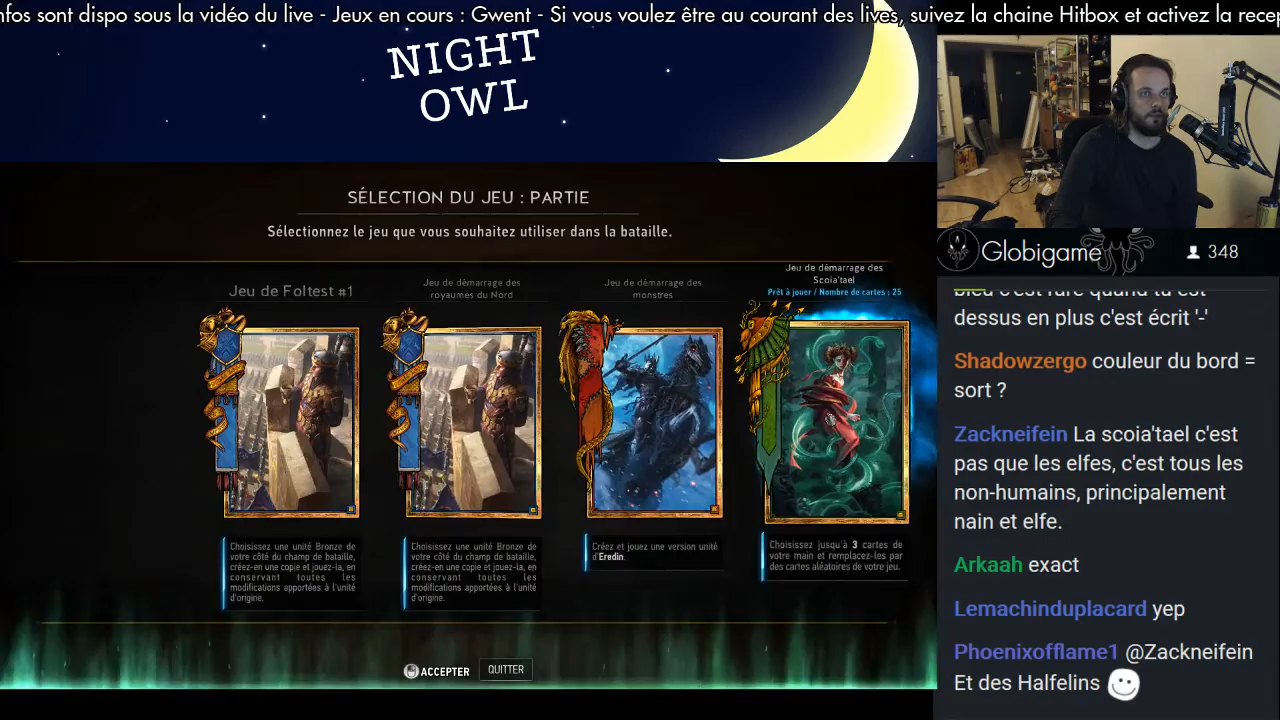 nfos sont dispo sous la vidéo du live - Jeux en cours : Gwent - Si vous voulez être au courant des lives, suivez la chaine Hitbox et activez la recep
NIGHT
OWL
SÉLECTION DU JEU : PARTIE
Sélectionnez le jeu que vous souhaitez utiliser dans la bataille.
Jeu de Foltest #1
Jeu de démarrage des
royaumes du Nord
Jeu de démarrage des
monstres
Jeu de démarrage des
Scoia'tael
Prêt à jouer / Nombre de cartes : 25
Choisissez une unité Bronze de
votre côté du champ de bataille,
créez-en une copie et jouez-la, en
conservant toutes les
modifications apportées à l'unité
d'origine.
Choisissez une unité Bronze de
votre côté du champ de bataille,
créez-en une copie et jouez-la, en
conservant toutes les
modifications apportées à l'unité
d'origine.
Créez et jouez une version unité
d'Eredin.
Choisissez jusqu'à 3 cartes de
votre main et remplacez-les par
des cartes aléatoires de votre jeu.
ACCEPTER
QUITTER
Globigame
348
bleu c'est rare quand tu est
dessus en plus c'est écrit '-'
Shadowzergo couleur du bord =
sort ?
Zackneifein La scoia'tael c'est
pas que les elfes, c'est tous les
non-humains, principalement
nain et elfe.
Arkaah exact
Lemachinduplacard yep
Phoenixofflame1 @Zackneifein
Et des Halfelins